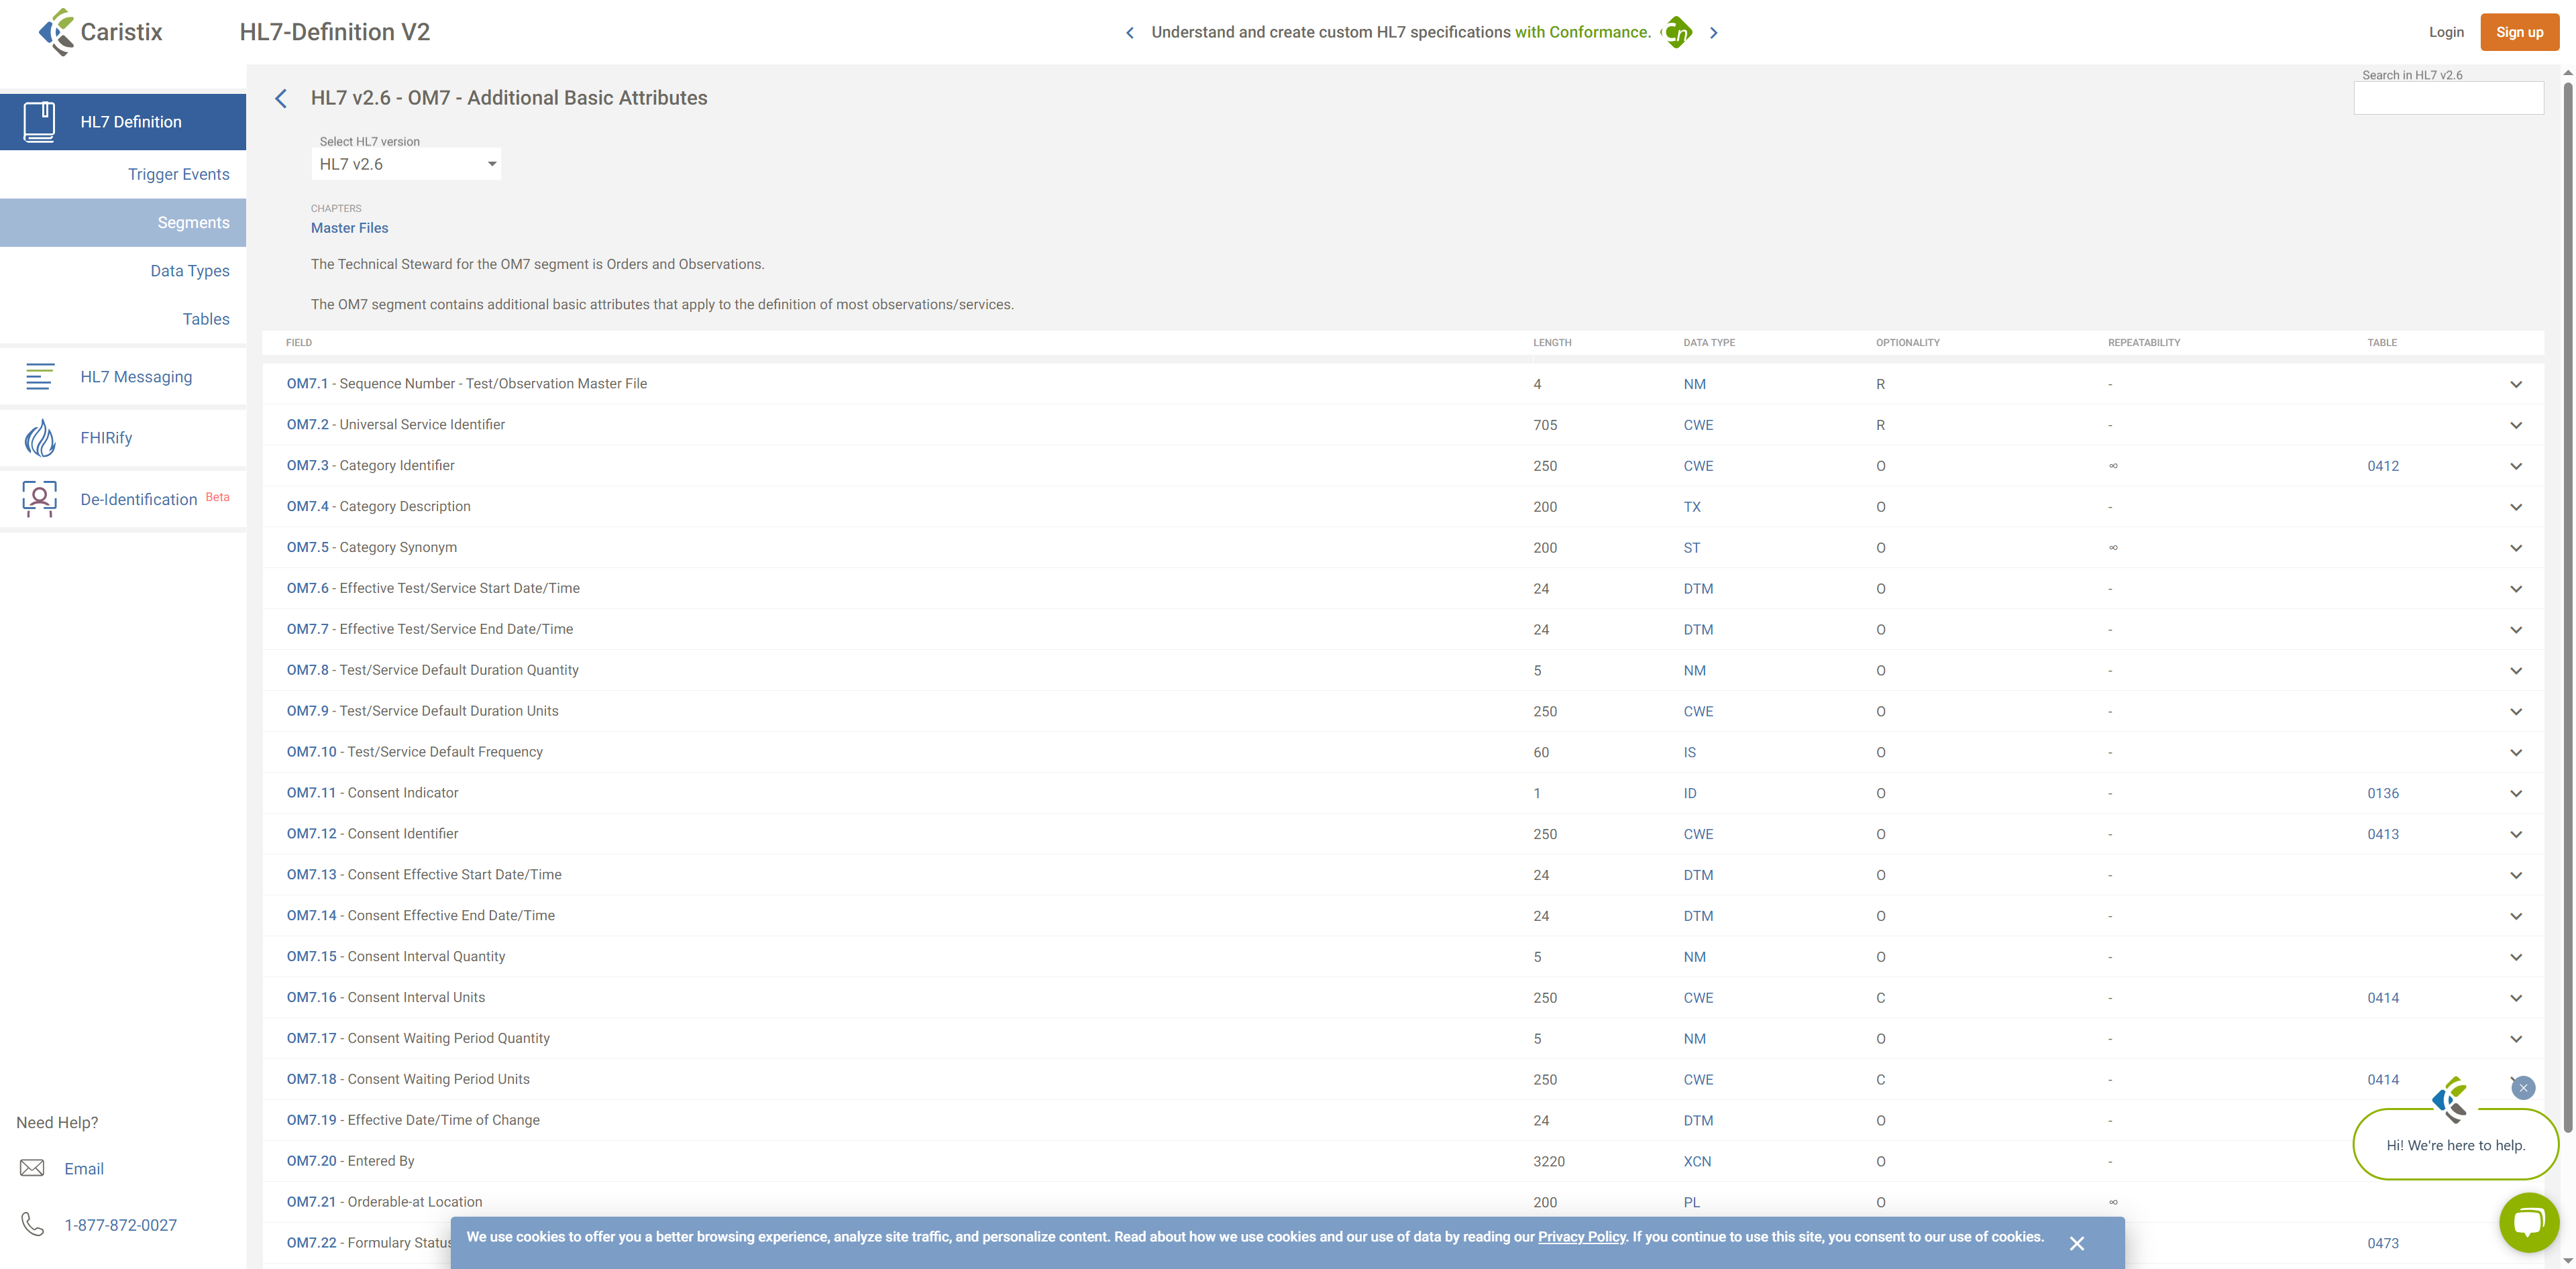 Caristix
HL7-Definition V2
Understand and create custom HL7 specifications with Conformance.
Cn
Login
Sign up
HL7 Definition
Trigger Events
Segments
Data Types
Tables
HL7 Messaging
FHIRify
De-Identification Beta
Need Help?
Email
1-877-872-0027
HL7 v2.6 - OM7 - Additional Basic Attributes
Search in HL7 v2.6
Select HL7 version
HL7 v2.6
CHAPTERS
Master Files
The Technical Steward for the OM7 segment is Orders and Observations.
The OM7 segment contains additional basic attributes that apply to the definition of most observations/services.
FIELD LENGTH DATA TYPE OPTIONALITY REPEATABILITY TABLE
OM7.1 - Sequence Number - Test/Observation Master File 4 NM R -
OM7.2 - Universal Service Identifier 705 CWE R -
OM7.3 - Category Identifier 250 CWE O ∞ 0412
OM7.4 - Category Description 200 TX O -
OM7.5 - Category Synonym 200 ST O ∞
OM7.6 - Effective Test/Service Start Date/Time 24 DTM O -
OM7.7 - Effective Test/Service End Date/Time 24 DTM O -
OM7.8 - Test/Service Default Duration Quantity 5 NM O -
OM7.9 - Test/Service Default Duration Units 250 CWE O -
OM7.10 - Test/Service Default Frequency 60 IS O -
OM7.11 - Consent Indicator 1 ID O - 0136
OM7.12 - Consent Identifier 250 CWE O - 0413
OM7.13 - Consent Effective Start Date/Time 24 DTM O -
OM7.14 - Consent Effective End Date/Time 24 DTM O -
OM7.15 - Consent Interval Quantity 5 NM O -
OM7.16 - Consent Interval Units 250 CWE C - 0414
OM7.17 - Consent Waiting Period Quantity 5 NM O -
OM7.18 - Consent Waiting Period Units 250 CWE C - 0414
OM7.19 - Effective Date/Time of Change 24 DTM O -
OM7.20 - Entered By 3220 XCN O -
OM7.21 - Orderable-at Location 200 PL O ∞
OM7.22 - Formulary Status 0473
Hi! We're here to help.
We use cookies to offer you a better browsing experience, analyze site traffic, and personalize content. Read about how we use cookies and our use of data by reading our Privacy Policy. If you continue to use this site, you consent to our use of cookies.